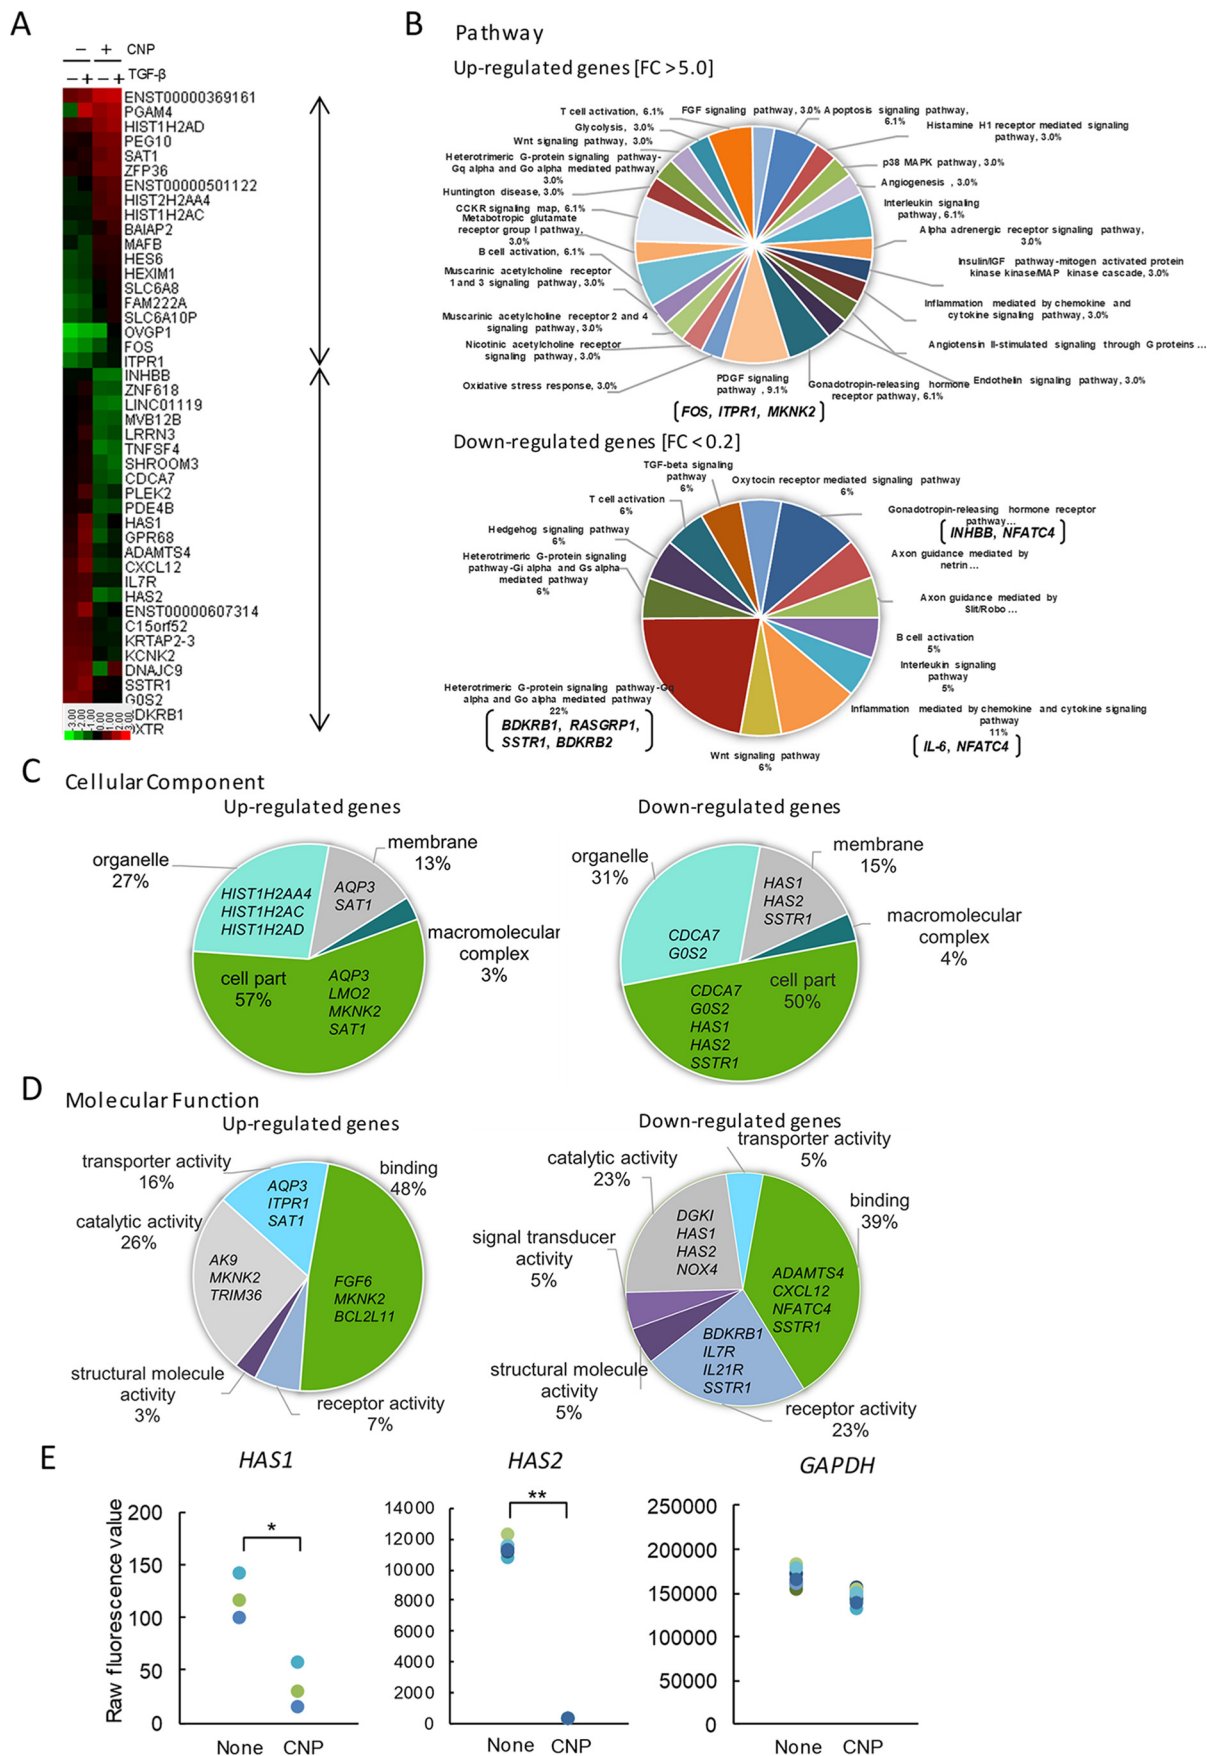 A
− + CNP
− + − + TGF-β
ENST00000369161
PGAM4
HIST1H2AD
PEG10
SAT1
ZFP36
ENST00000501122
HIST2H2AA4
HIST1H2AC
BAIAP2
MAFB
HES6
HEXIM1
SLC6A8
FAM222A
SLC6A10P
OVGP1
FOS
ITPR1
INHBB
ZNF618
LINC01119
MVB12B
LRRN3
TNFSF4
SHROOM3
CDCA7
PLEK2
PDE4B
HAS1
GPR68
ADAMTS4
CXCL12
IL7R
HAS2
ENST00000607314
C15orf52
KRTAP2-3
KCNK2
DNAJC9
SSTR1
G0S2
BDKRB1
OXTR
-3.00
-2.00
-1.00
0.00
1.00
2.00
3.00
B
Pathway
Up-regulated genes [FC >5.0]
T cell activation, 6.1%
Glycolysis, 3.0%
Wnt signaling pathway, 3.0%
Heterotrimeric G-protein signaling pathway-
Gq alpha and Go alpha mediated pathway,
3.0%
Huntington disease, 3.0%
CCKR signaling map, 6.1%
Metabotropic glutamate
receptor group I pathway,
3.0%
B cell activation, 6.1%
Muscarinic acetylcholine receptor
1 and 3 signaling pathway, 3.0%
Muscarinic acetylcholine receptor 2 and 4
signaling pathway, 3.0%
Nicotinic acetylcholine receptor
signaling pathway, 3.0%
Oxidative stress response, 3.0%
FGF signaling pathway, 3.0%
Apoptosis signaling pathway,
6.1%
Histamine H1 receptor mediated signaling
pathway, 3.0%
p38 MAPK pathway, 3.0%
Angiogenesis , 3.0%
Interleukin signaling
pathway, 6.1%
Alpha adrenergic receptor signaling pathway,
3.0%
Insulin/IGF pathway-mitogen activated protein
kinase kinase/MAP kinase cascade, 3.0%
Inflammation mediated by chemokine and
cytokine signaling pathway, 3.0%
Angiotensin II-stimulated signaling through G proteins ...
Endothelin signaling pathway, 3.0%
Gonadotropin-releasing hormone
receptor pathway, 6.1%
PDGF signaling
pathway , 9.1%
FOS, ITPR1, MKNK2
Down-regulated genes [FC <0.2]
TGF-beta signaling
pathway
6%
T cell activation
6%
Hedgehog signaling pathway
6%
Heterotrimeric G-protein signaling
pathway-Gi alpha and Gs alpha
mediated pathway
6%
Heterotrimeric G-protein signaling pathway-Gq
alpha and Go alpha mediated pathway
22%
BDKRB1, RASGRP1,
SSTR1, BDKRB2
Oxytocin receptor mediated signaling pathway
6%
Gonadotropin-releasing hormone receptor
pathway...
INHBB, NFATC4
Axon guidance mediated by
netrin ...
Axon guidance mediated by
Slit/Robo ...
B cell activation
5%
Interleukin signaling
pathway
5%
Inflammation mediated by chemokine and cytokine signaling
pathway
11%
IL-6, NFATC4
Wnt signaling pathway
6%
C
Cellular Component
Up-regulated genes
organelle
27%
HIST1H2AA4
HIST1H2AC
HIST1H2AD
membrane
13%
AQP3
SAT1
macromolecular
complex
3%
cell part
57%
AQP3
LMO2
MKNK2
SAT1
Down-regulated genes
organelle
31%
CDCA7
G0S2
membrane
15%
HAS1
HAS2
SSTR1
macromolecular
complex
4%
cell part
50%
CDCA7
G0S2
HAS1
HAS2
SSTR1
D
Molecular Function
Up-regulated genes
transporter activity
16%
AQP3
ITPR1
SAT1
binding
48%
FGF6
MKNK2
BCL2L11
catalytic activity
26%
AK9
MKNK2
TRIM36
structural molecule
activity
3%
receptor activity
7%
Down-regulated genes
transporter activity
5%
catalytic activity
23%
DGKI
HAS1
HAS2
NOX4
binding
39%
ADAMTS4
CXCL12
NFATC4
SSTR1
signal transducer
activity
5%
structural molecule
activity
5%
BDKRB1
IL7R
IL21R
SSTR1
receptor activity
23%
E
HAS1
Raw fluorescence value
200
150
100
50
0
*
None CNP
HAS2
14000
12000
10000
8000
6000
4000
2000
0
**
None CNP
GAPDH
250000
200000
150000
100000
50000
0
None CNP